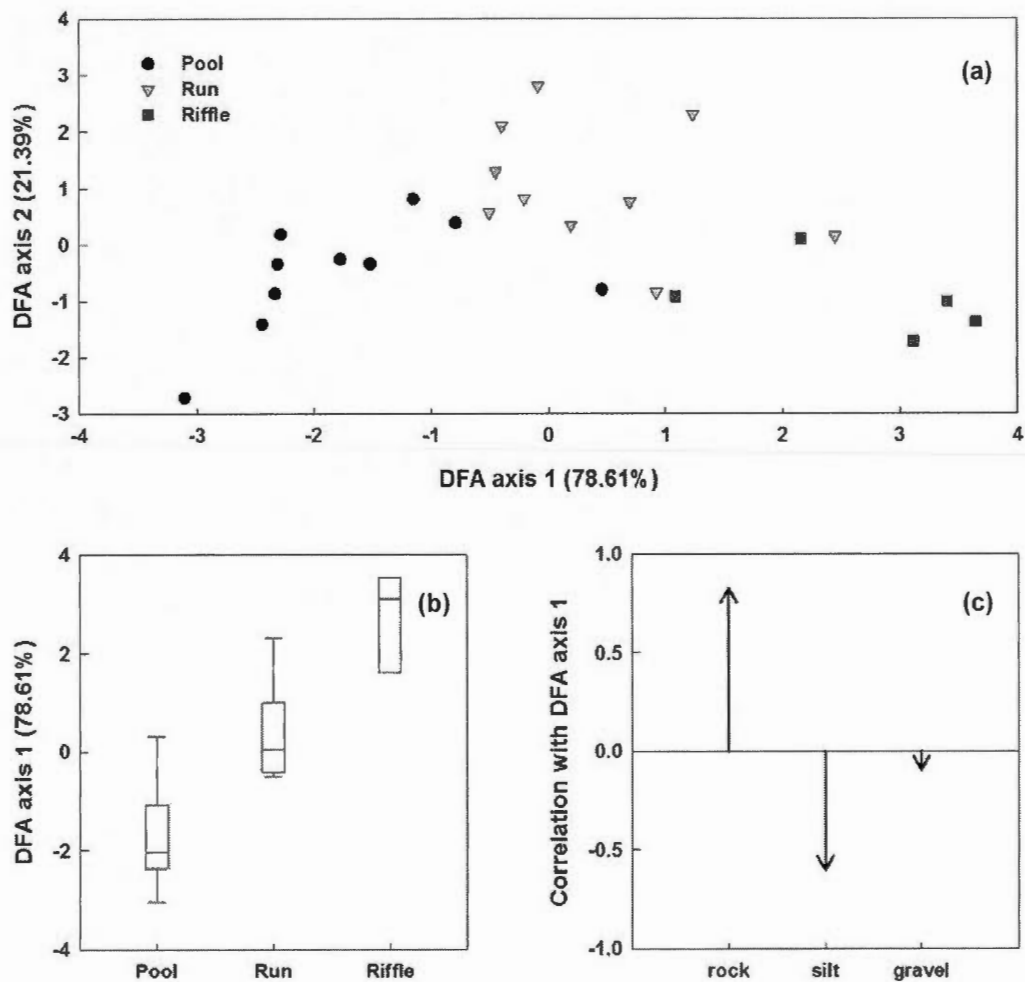 4
3
2
1
0
-1
-2
-3
DFA axis 2 (21.39%)
Pool
Run
Riffle
(a)
-4 -3 -2 -1 0 1 2 3 4
DFA axis 1 (78.61%)
4
2
0
-2
-4
DFA axis 1 (78.61%)
(b)
Pool Run Riffle
1.0
0.5
0.0
-0.5
-1.0
Correlation with DFA axis 1
(c)
rock silt gravel